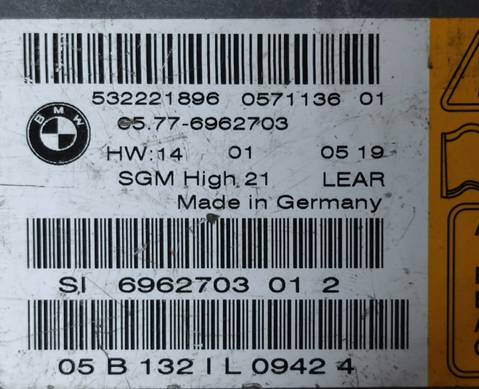 532221896 0571136 01
BMW
65.77-6962703
HW:14 01 05 19
SGM High 21 LEAR
Made in Germany
SI 6962703 01 2
05 B 132 I L 0942 4